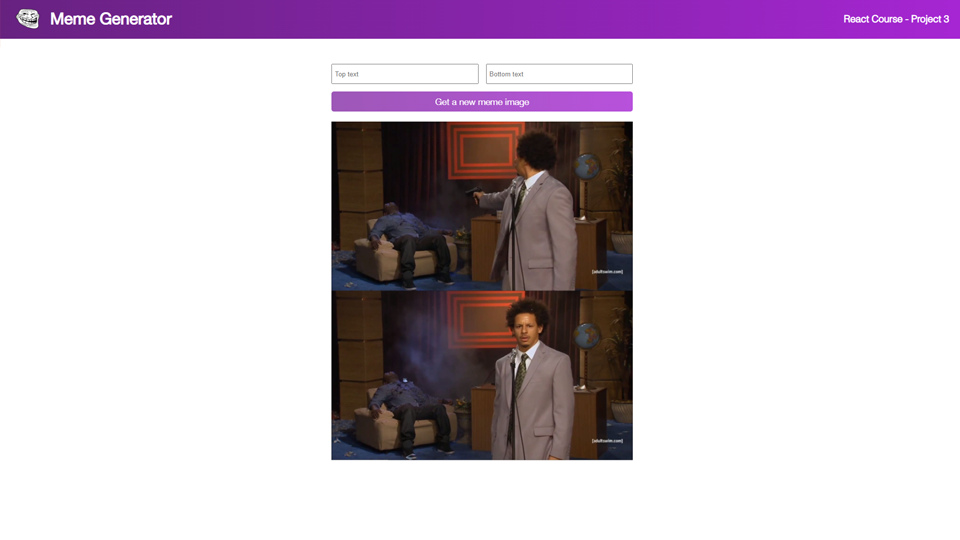 Meme Generator
React Course - Project 3
Top text
Bottom text
Get a new meme image
[adultswim.com]
[adultswim.com]